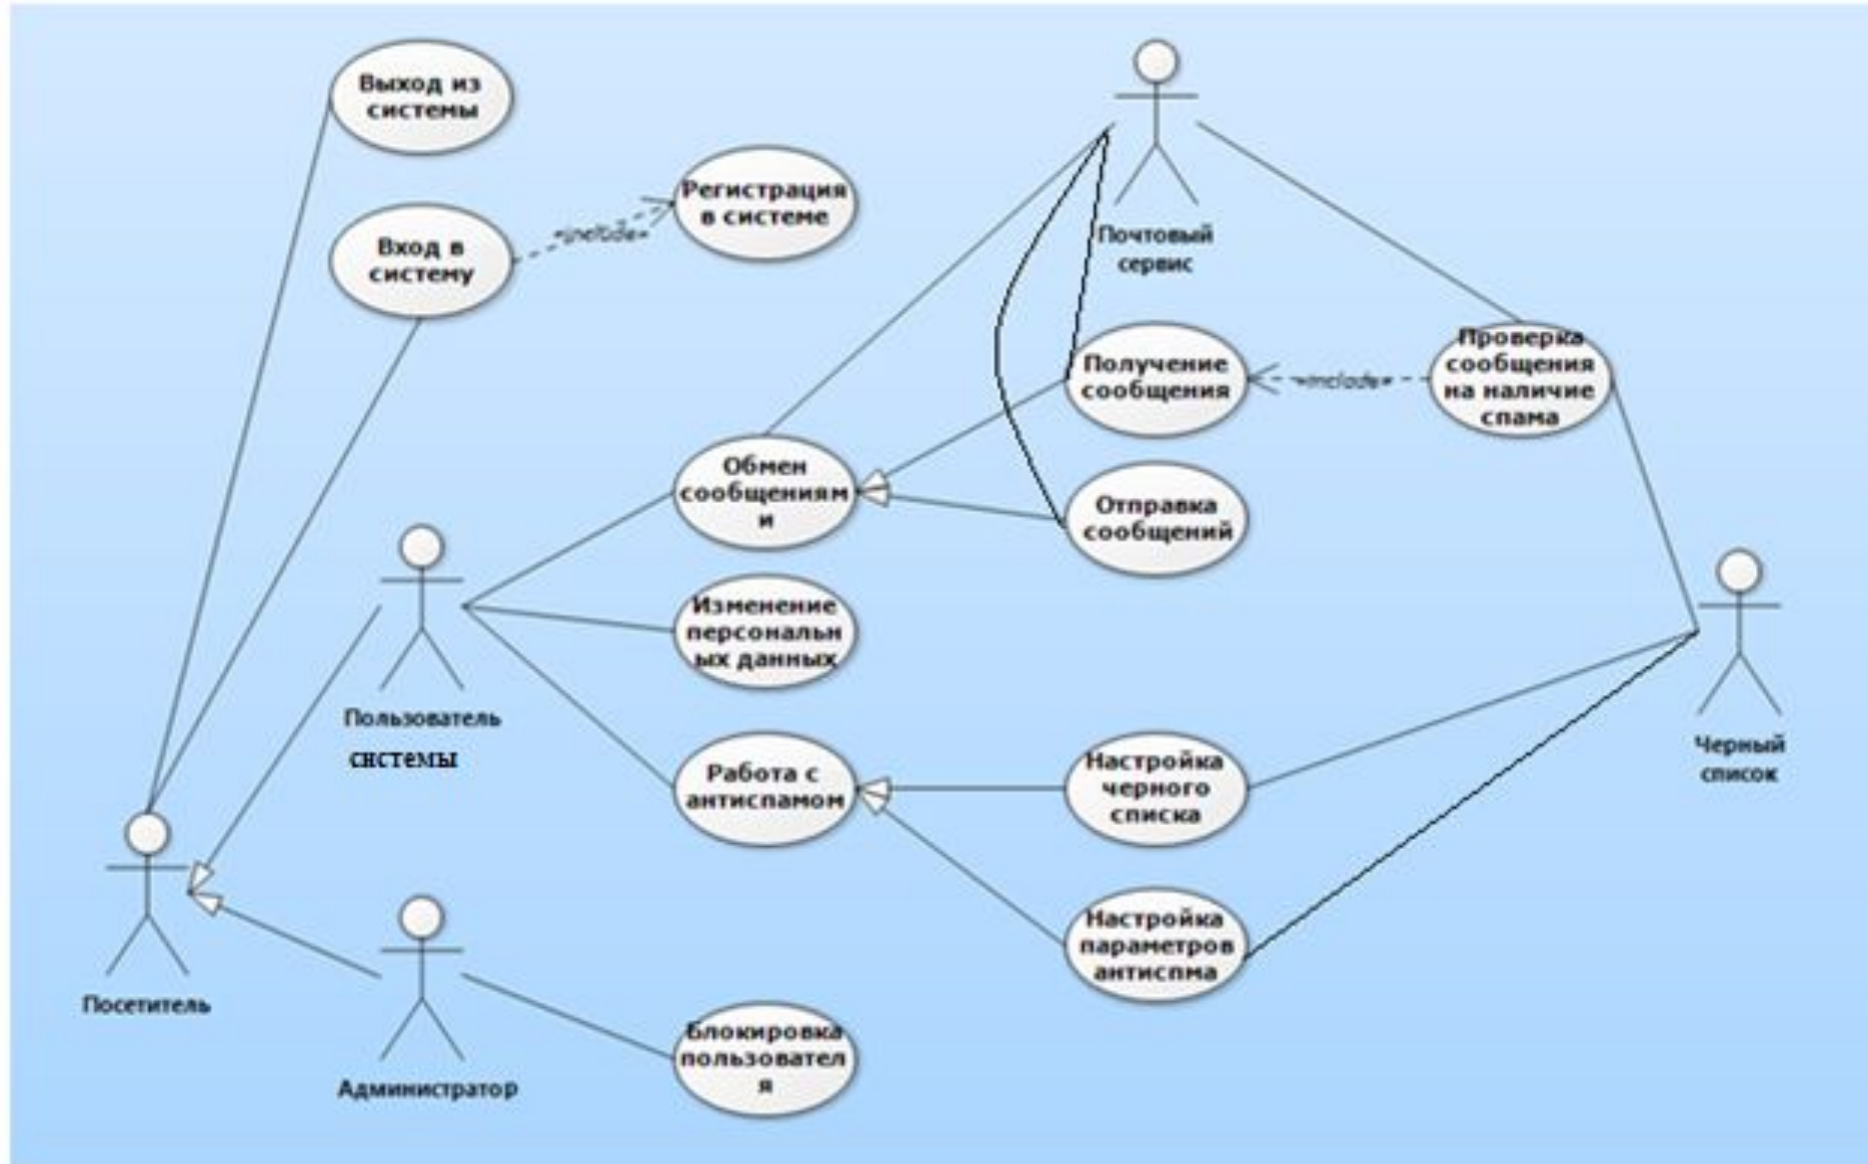 Выход из
системы
Регистрация
в системе
«include»
Вход в
систему
Почтовый
сервис
Получение
сообщения
«include»
Проверка
сообщения
на наличие
спама
Обмен
сообщениям
и
Отправка
сообщений
Изменение
персональн
ых данных
Пользователь
системы
Черный
список
Работа с
антиспамом
Настройка
черного
списка
Настройка
параметров
антиспма
Посетитель
Администратор
Блокировка
пользовател
я